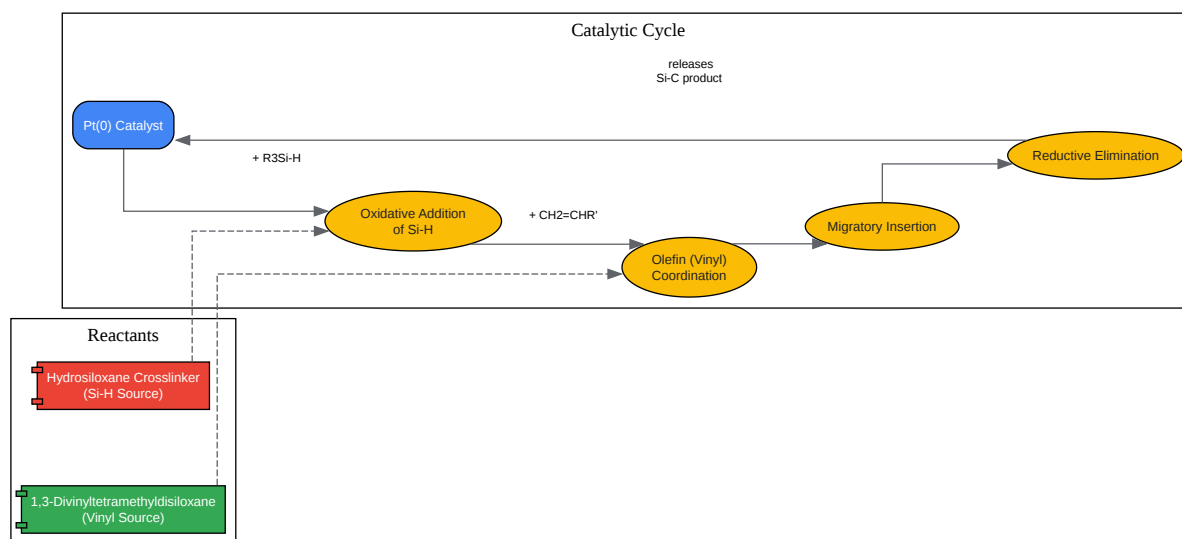 Catalytic Cycle
releases
Si-C product
Pt(0) Catalyst
+ R3Si-H
Reductive Elimination
Oxidative Addition
of Si-H
+ CH2=CHR'
Migratory Insertion
Olefin (Vinyl)
Coordination
Reactants
Hydrosiloxane Crosslinker
(Si-H Source)
1,3-Divinyltetramethyldisiloxane
(Vinyl Source)